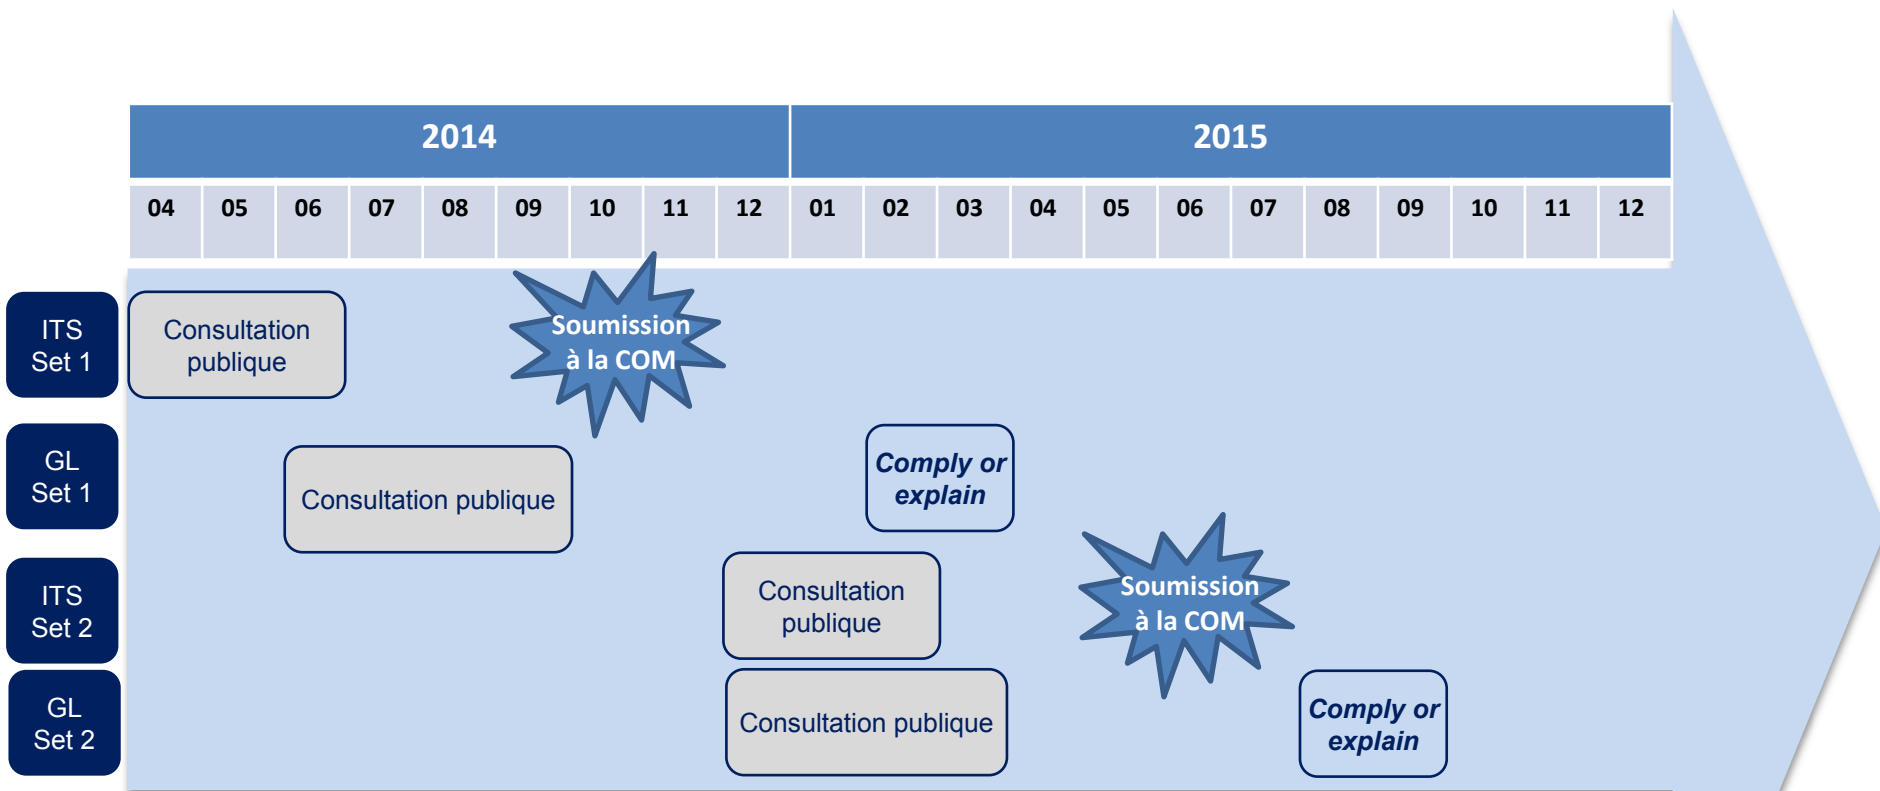 2014 2015
04 05 06 07 08 09 10 11 12 01 02 03 04 05 06 07 08 09 10 11 12
ITS
Set 1
Consultation
publique
Soumission
à la COM
GL
Set 1
Consultation publique
Comply or
explain
ITS
Set 2
Consultation
publique
Soumission
à la COM
GL
Set 2
Consultation publique
Comply or
explain